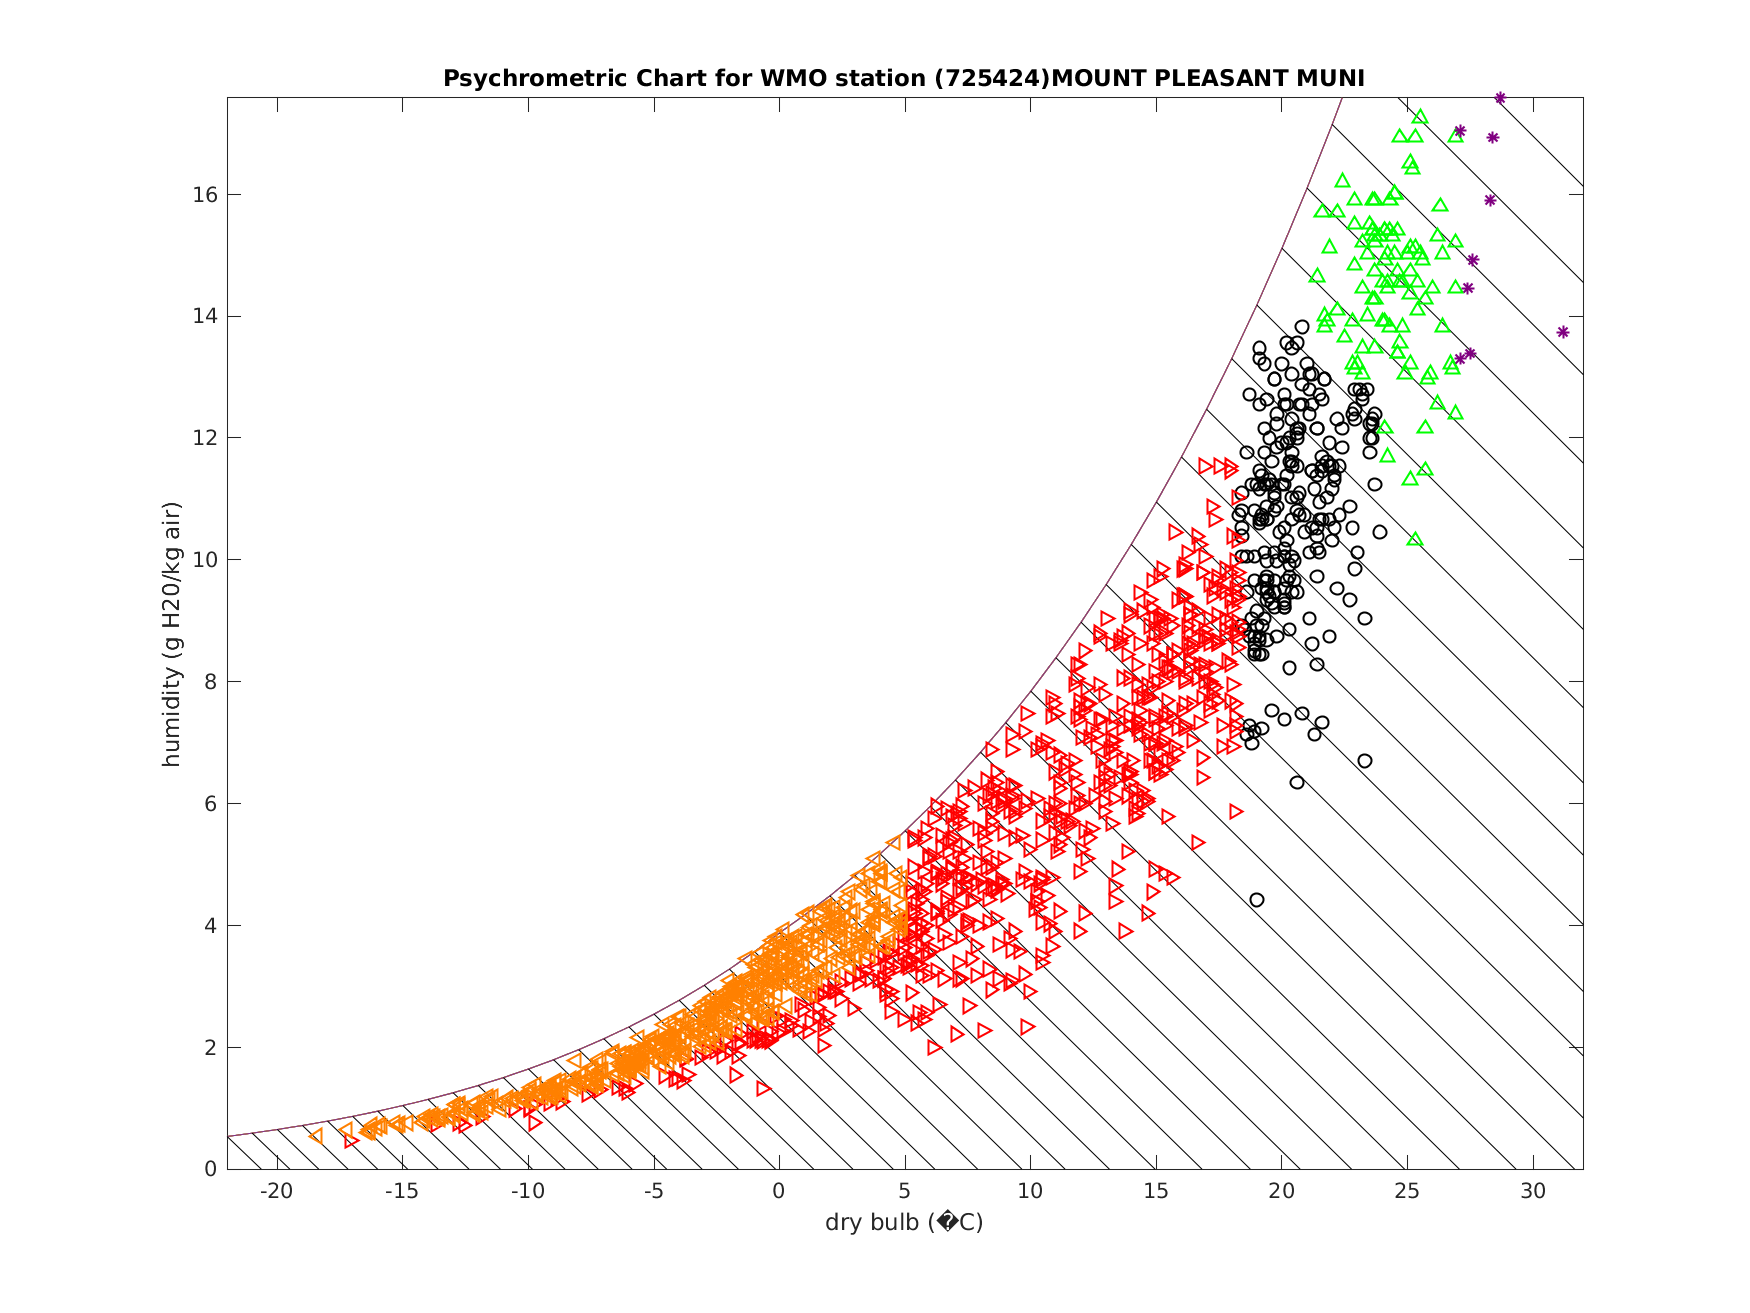 Psychrometric Chart for WMO station (725424)MOUNT PLEASANT MUNI
humidity (g H20/kg air)
16
14
12
10
8
6
4
2
0
-20 -15 -10 -5 0 5 10 15 20 25 30
dry bulb (�C)